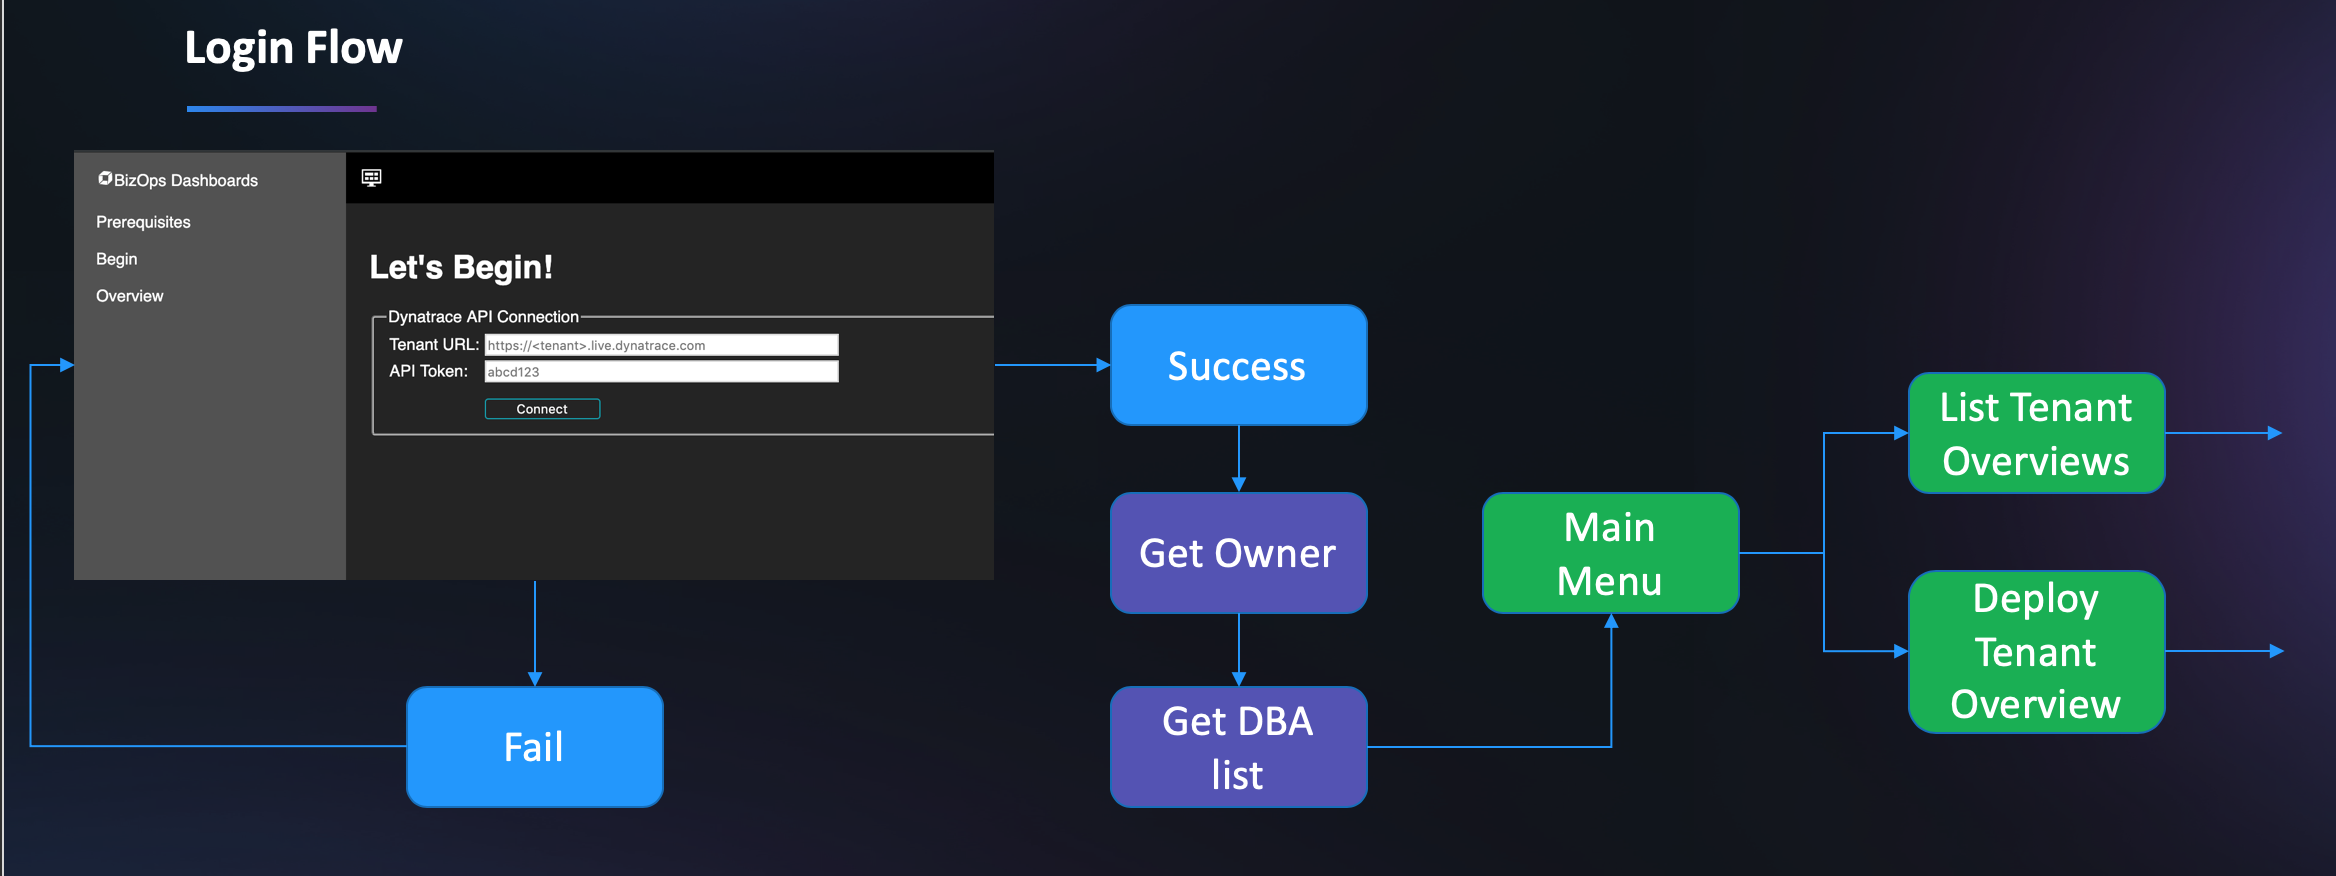 Login Flow
BizOps Dashboards
Prerequisites
Begin
Overview
Let's Begin!
Dynatrace API Connection
Tenant URL: https://<tenant>.live.dynatrace.com
API Token: abcd123
Connect
Success
Get Owner
Get DBA
list
Fail
Main
Menu
List Tenant
Overviews
Deploy
Tenant
Overview